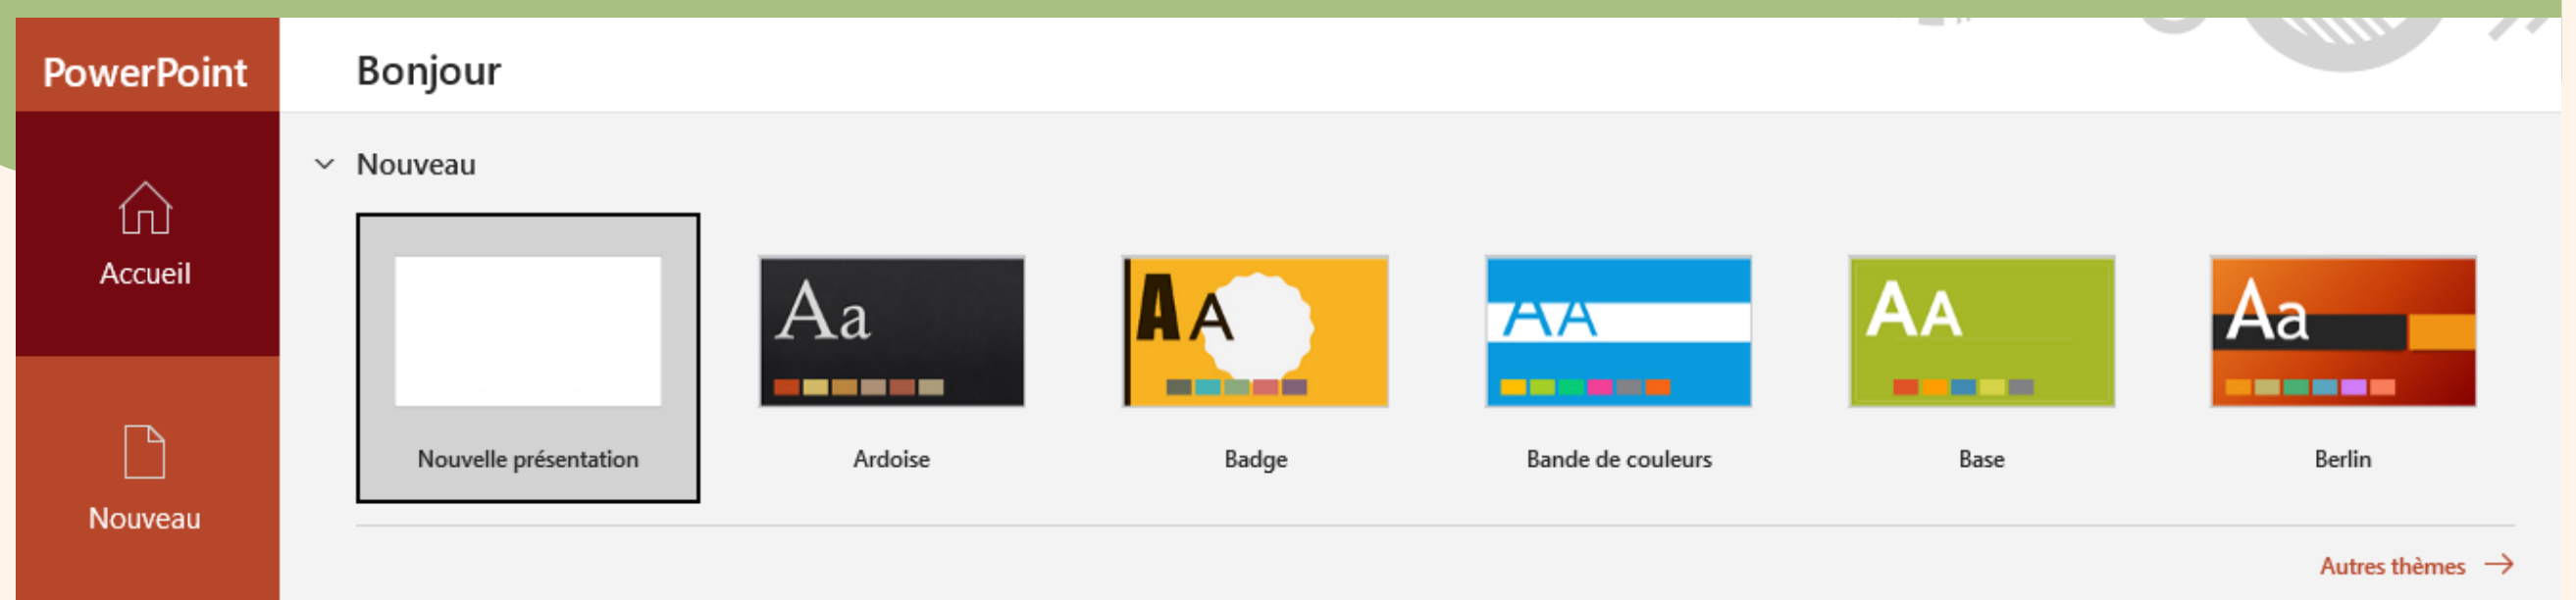 PowerPoint
Bonjour
Accueil
Nouveau
Nouveau
Aa
AA
AA
AA
Aa
Nouvelle présentation
Ardoise
Badge
Bande de couleurs
Base
Berlin
Autres thèmes